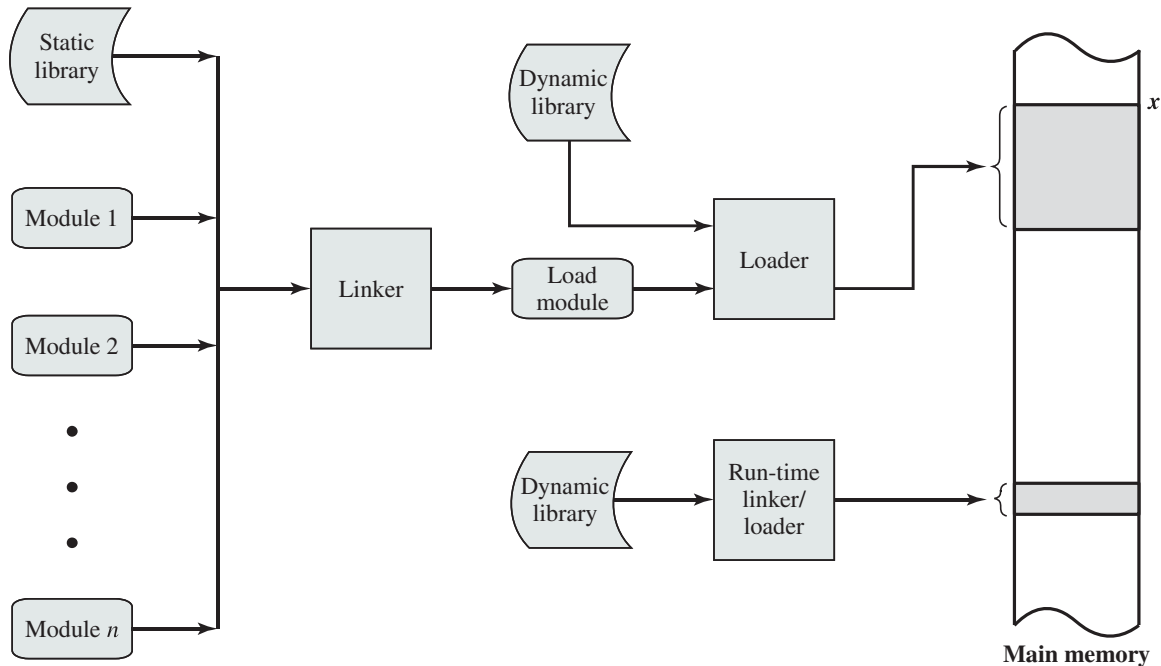 Static
library
Module 1
Module 2
Module n
Linker
Dynamic
library
Load
module
Loader
Dynamic
library
Run-time
linker/
loader
x
Main memory